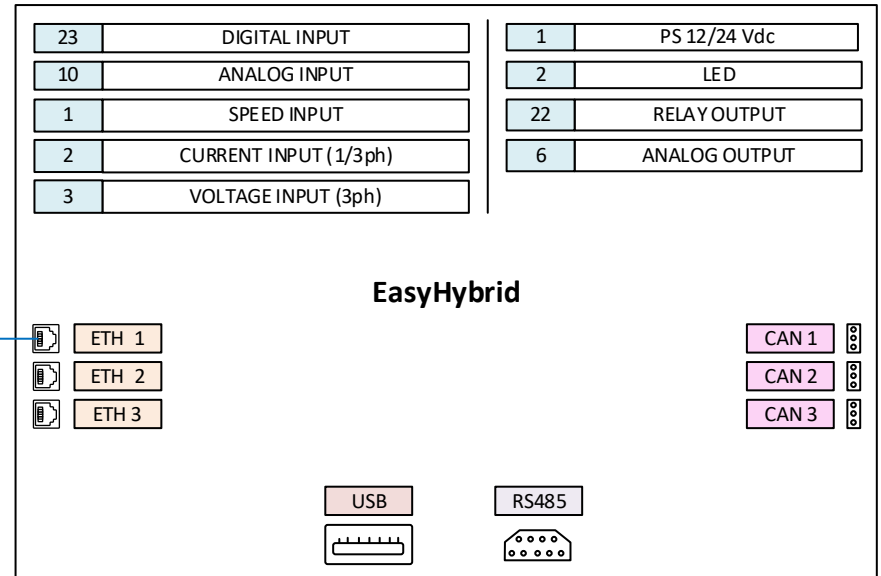 23 DIGITAL INPUT
10 ANALOG INPUT
1 SPEED INPUT
2 CURRENT INPUT (1/3ph)
3 VOLTAGE INPUT (3ph)
1 PS 12/24 Vdc
2 LED
22 RELAY OUTPUT
6 ANALOG OUTPUT
EasyHybrid
ETH 1
ETH 2
ETH 3
CAN 1
CAN 2
CAN 3
USB
RS485